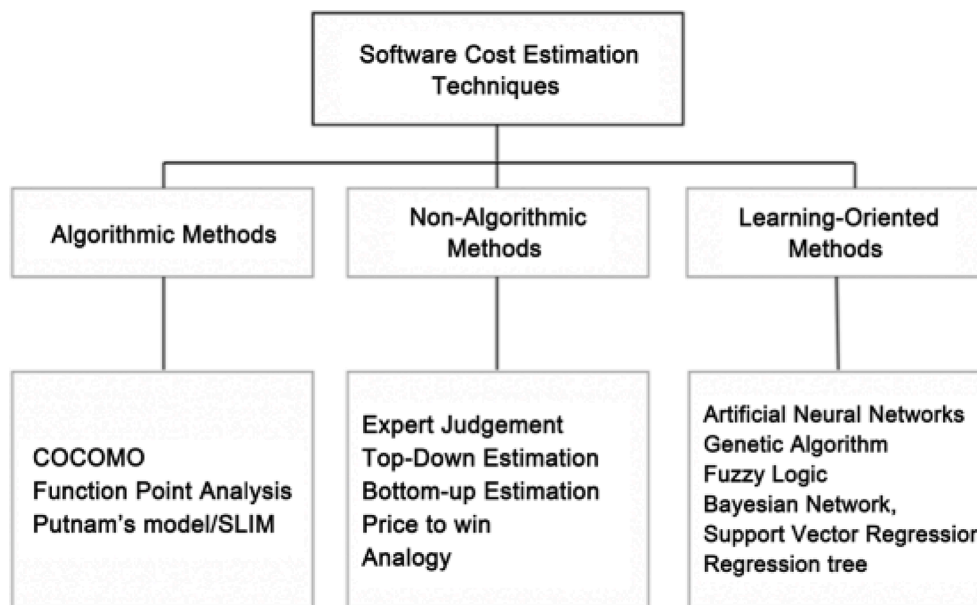 Software Cost Estimation
Techniques
Algorithmic Methods
Non-Algorithmic
Methods
Learning-Oriented
Methods
COCOMO
Function Point Analysis
Putnam's model/SLIM
Expert Judgement
Top-Down Estimation
Bottom-up Estimation
Price to win
Analogy
Artificial Neural Networks
Genetic Algorithm
Fuzzy Logic
Bayesian Network,
Support Vector Regression
Regression tree